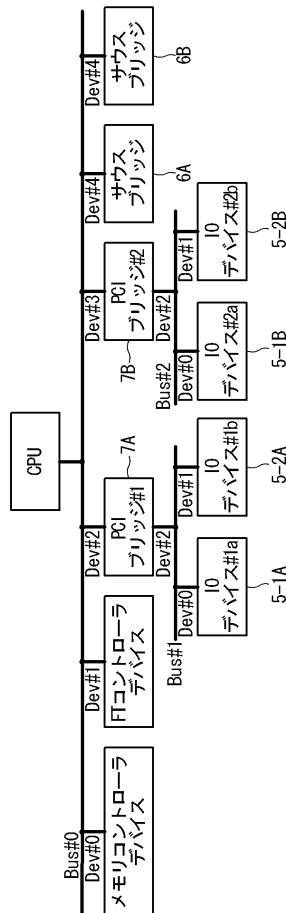 CPU
Bus#0
Dev#0
メモリコントローラ
デバイス
Dev#1
FTコントローラ
デバイス
Dev#2
PCI
ブリッジ#1
7A
Dev#2
Dev#3
PCI
ブリッジ#2
7B
Dev#2
Dev#4
サウス
ブリッジ
6A
Dev#4
サウス
ブリッジ
6B
Bus#1
Dev#0
IO
デバイス#1a
5-1A
Dev#1
IO
デバイス#1b
5-2A
Bus#2
Dev#0
IO
デバイス#2a
5-1B
Dev#1
IO
デバイス#2b
5-2B